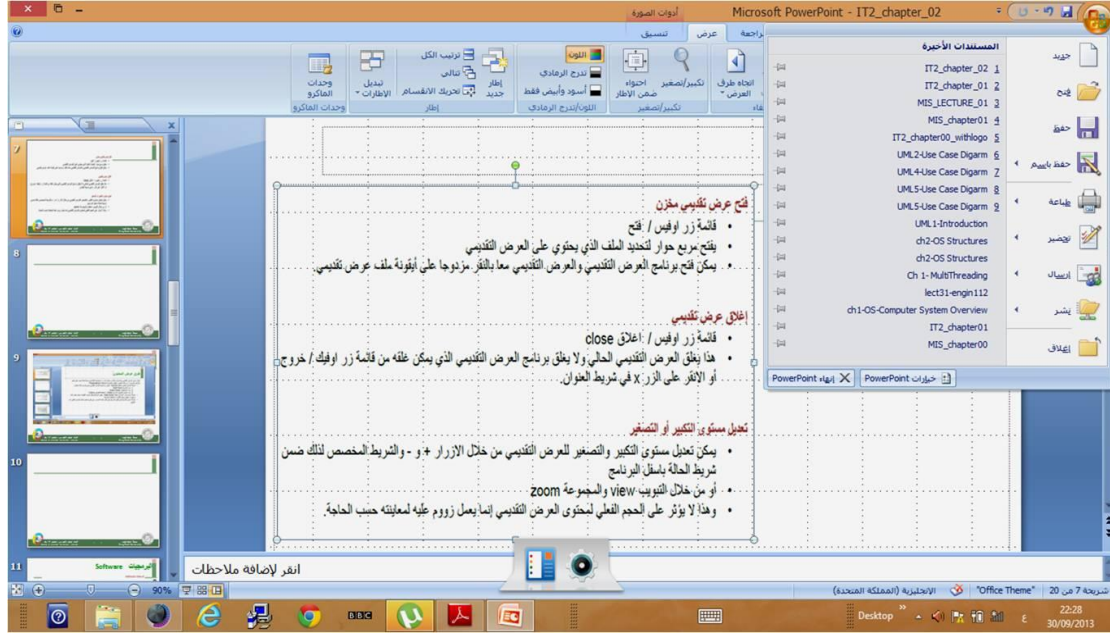 Microsoft PowerPoint - IT2_chapter_02
أدوات الصورة
راجعة
عرض
تنسيق
اتجاه طرف
العرض
تكبير/تصغير
احتواء
ضمن الاطار
تكبير/تصغير
اللون
تدرج الرمادي
أسود وأبيض فقط
اللون/تدرج الرمادي
إطار
جديد
ترتيب الكل
تتالي
تحريك الانقسام
تبديل
الإطارات
إطار
وحدات
الماكرو
وحدات الماكرو
جديد
فتح
حفظ
حفظ باسم
طباعة
تحضير
إرسال
نشر
إغلاق
المستندات الأخيرة
1 IT2_chapter_02
2 IT2_chapter_01
3 MIS_LECTURE_01
4 MIS_chapter01
5 IT2_chapter00_withlogo
6 UML2-Use Case Digarm
7 UML4-Use Case Digarm
8 UML5-Use Case Digarm
9 UML5-Use Case Digarm
UML1-Introduction
ch2-OS Structures
ch2-OS Structures
Ch 1- MultiThreading
lect31-engin112
ch1-OS-Computer System Overview
IT2_chapter01
MIS_chapter00
خيارات PowerPoint
إنهاء PowerPoint
فتح عرض تقديمي مخزن
• قائمة زر اوفيس / فتح
• يفتح مربع حوار لتحديد الملف الذي يحتوي على العرض التقديمي
• يمكن فتح برنامج العرض التقديمي والعرض التقديمي معا بالنقر مزدوجا على أيقونة ملف عرض تقديمي.
إغلاق عرض تقديمي
• قائمة زر اوفيس / اغلاق close
• هذا يغلق العرض التقديمي الحالي ولا يغلق برنامج العرض التقديمي الذي يمكن غلقه من قائمة زر اوفيك / خروج
أو الانقر على الزر x في شريط العنوان.
تعديل مستوى التكبير أو التصغير
• يمكن تعديل مستوى التكبير والتصغير للعرض التقديمي من خلال الازرار + و - والشريط المخصص لذلك ضمن
شريط الحالة باسفل البرنامج
• أو من خلال التبويب view والمجموعة zoom
• وهذا لا يؤثر على الحجم الفعلي لمحتوى العرض التقديمي إنما يعمل زووم عليه لمعاينته حسب الحاجة.
7
8
9
10
11
البرمجيات Software
انقر لإضافة ملاحظات
شريحة 7 من 20
"Office Theme"
الإنجليزية (المملكة المتحدة)
90%
BBC
Desktop
ع
22:28
30/09/2013